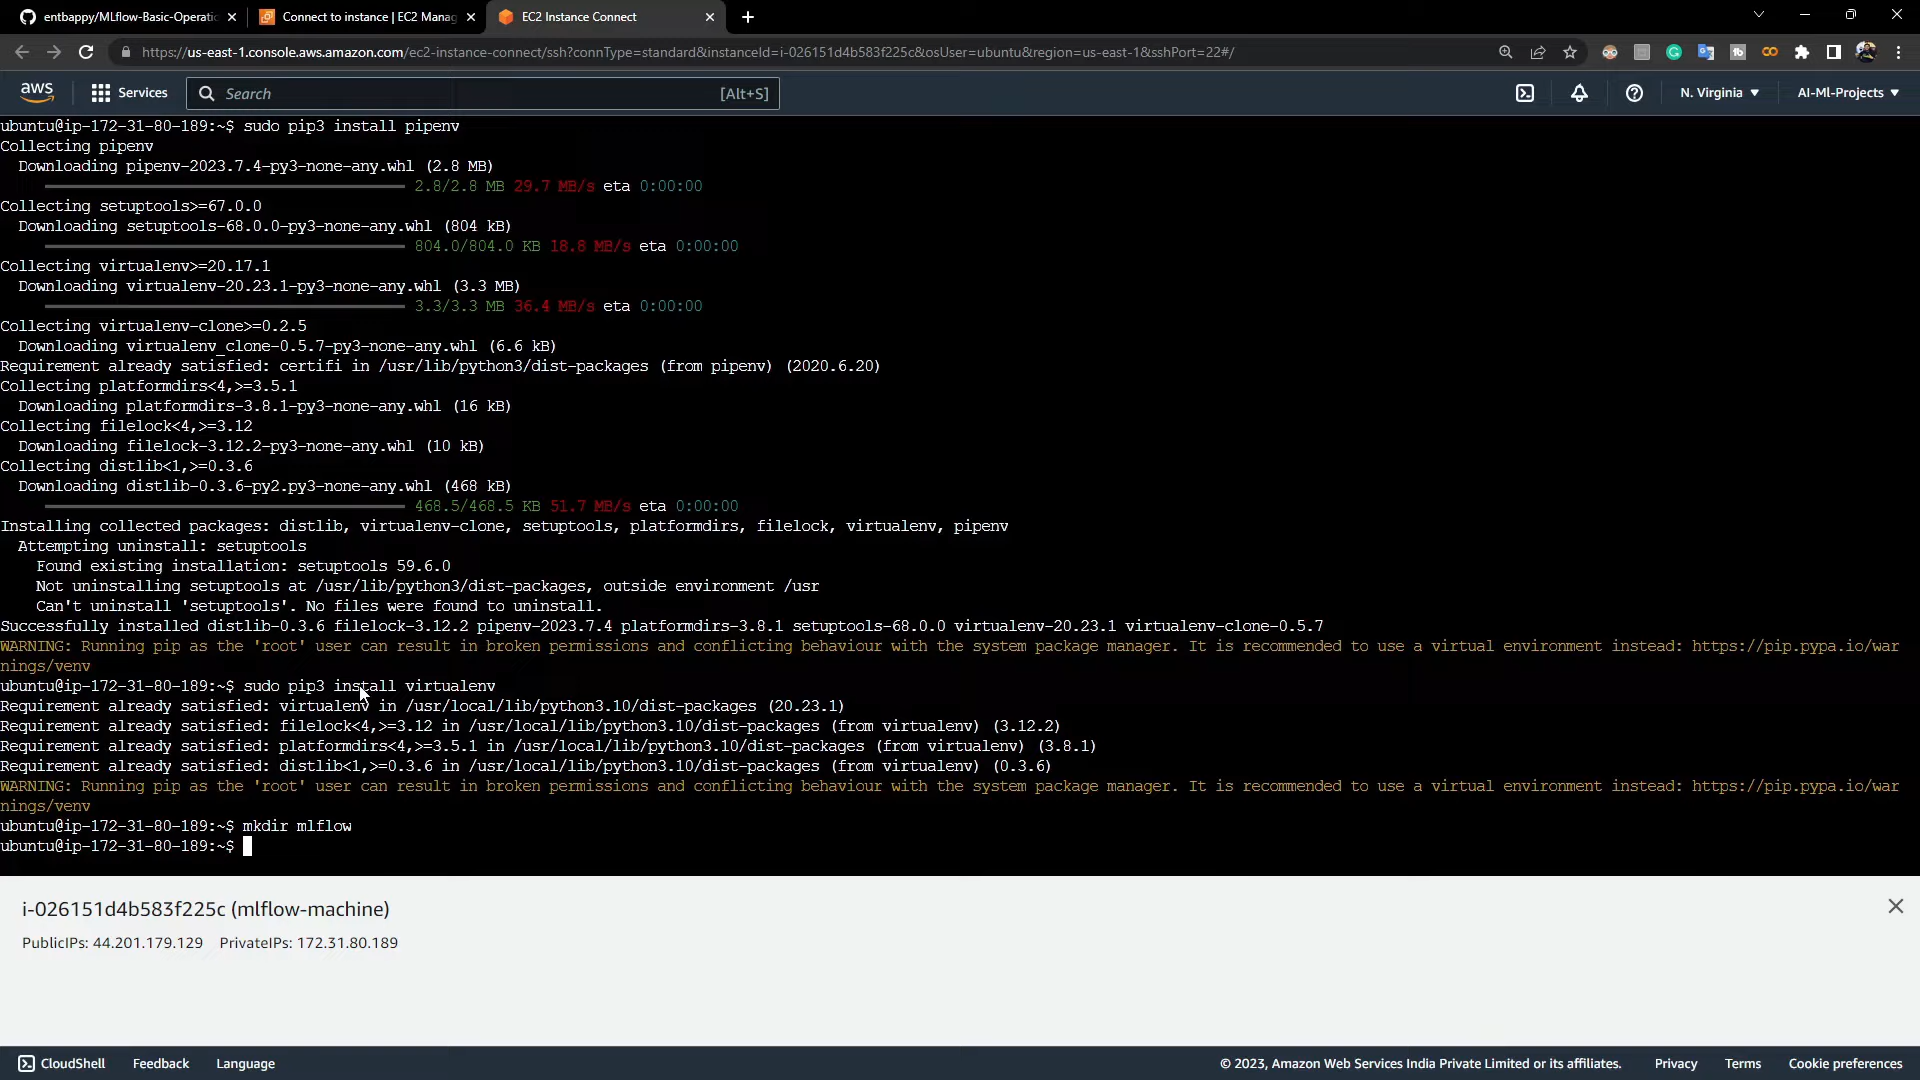 entbappy/MLflow-Basic-Operatio
Connect to instance | EC2 Manag
EC2 Instance Connect
https://us-east-1.console.aws.amazon.com/ec2-instance-connect/ssh?connType=standard&instanceId=i-026151d4b583f225c&osUser=ubuntu&region=us-east-1&sshPort=22#/
aws
Services
Search
[Alt+S]
N. Virginia
AI-Ml-Projects
ubuntu@ip-172-31-80-189:~$ sudo pip3 install pipenv
Collecting pipenv
Downloading pipenv-2023.7.4-py3-none-any.whl (2.8 MB)
2.8/2.8 MB 29.7 MB/s eta 0:00:00
Collecting setuptools>=67.0.0
Downloading setuptools-68.0.0-py3-none-any.whl (804 kB)
804.0/804.0 KB 18.8 MB/s eta 0:00:00
Collecting virtualenv>=20.17.1
Downloading virtualenv-20.23.1-py3-none-any.whl (3.3 MB)
3.3/3.3 MB 36.4 MB/s eta 0:00:00
Collecting virtualenv-clone>=0.2.5
Downloading virtualenv_clone-0.5.7-py3-none-any.whl (6.6 kB)
Requirement already satisfied: certifi in /usr/lib/python3/dist-packages (from pipenv) (2020.6.20)
Collecting platformdirs<4,>=3.5.1
Downloading platformdirs-3.8.1-py3-none-any.whl (16 kB)
Collecting filelock<4,>=3.12
Downloading filelock-3.12.2-py3-none-any.whl (10 kB)
Collecting distlib<1,>=0.3.6
Downloading distlib-0.3.6-py2.py3-none-any.whl (468 kB)
468.5/468.5 KB 51.7 MB/s eta 0:00:00
Installing collected packages: distlib, virtualenv-clone, setuptools, platformdirs, filelock, virtualenv, pipenv
Attempting uninstall: setuptools
Found existing installation: setuptools 59.6.0
Not uninstalling setuptools at /usr/lib/python3/dist-packages, outside environment /usr
Can't uninstall 'setuptools'. No files were found to uninstall.
Successfully installed distlib-0.3.6 filelock-3.12.2 pipenv-2023.7.4 platformdirs-3.8.1 setuptools-68.0.0 virtualenv-20.23.1 virtualenv-clone-0.5.7
WARNING: Running pip as the 'root' user can result in broken permissions and conflicting behaviour with the system package manager. It is recommended to use a virtual environment instead: https://pip.pypa.io/war
nings/venv
ubuntu@ip-172-31-80-189:~$ sudo pip3 install virtualenv
Requirement already satisfied: virtualenv in /usr/local/lib/python3.10/dist-packages (20.23.1)
Requirement already satisfied: filelock<4,>=3.12 in /usr/local/lib/python3.10/dist-packages (from virtualenv) (3.12.2)
Requirement already satisfied: platformdirs<4,>=3.5.1 in /usr/local/lib/python3.10/dist-packages (from virtualenv) (3.8.1)
Requirement already satisfied: distlib<1,>=0.3.6 in /usr/local/lib/python3.10/dist-packages (from virtualenv) (0.3.6)
WARNING: Running pip as the 'root' user can result in broken permissions and conflicting behaviour with the system package manager. It is recommended to use a virtual environment instead: https://pip.pypa.io/war
nings/venv
ubuntu@ip-172-31-80-189:~$ mkdir mlflow
ubuntu@ip-172-31-80-189:~$
i-026151d4b583f225c (mlflow-machine)
PublicIPs: 44.201.179.129 PrivateIPs: 172.31.80.189
CloudShell
Feedback
Language
© 2023, Amazon Web Services India Private Limited or its affiliates.
Privacy
Terms
Cookie preferences